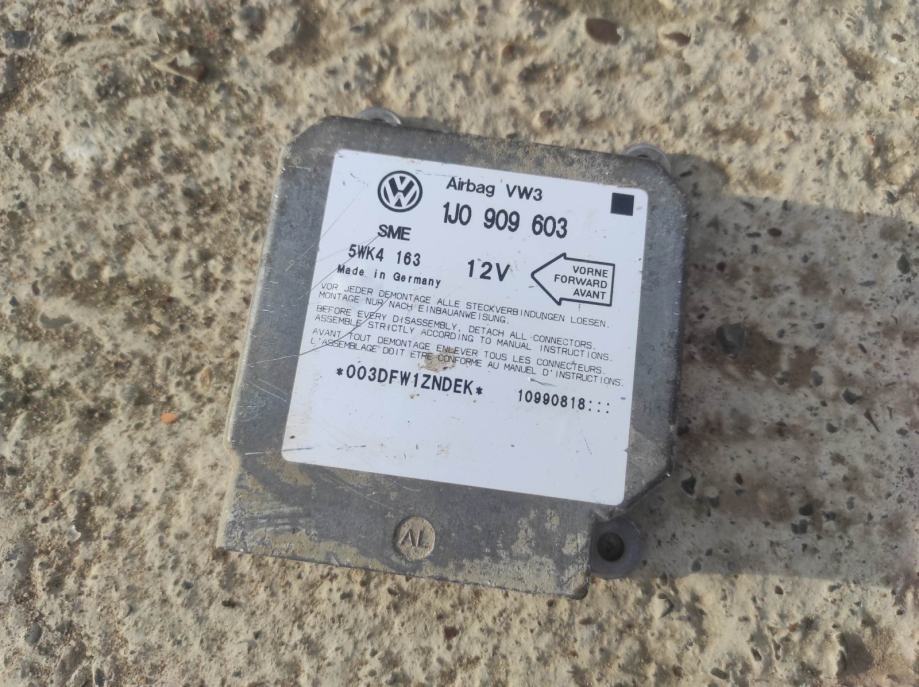 Airbag VW3
1J0 909 603
SME
5WK4 163
12V
Made in Germany
VORNE
FORWARD
AVANT
VOR JEDER DEMONTAGE ALLE STECKVERBINDUNGEN LOESEN.
MONTAGE NUR NACH EINBAUANWEISUNG.
BEFORE EVERY DISASSEMBLY, DETACH ALL CONNECTORS.
ASSEMBLE STRICTLY ACCORDING TO MANUAL INSTRUCTIONS.
AVANT TOUT DEMONTAGE ENLEVER TOUS LES CONNECTEURS.
L'ASSEMBLAGE DOIT ETRE CONFORME AU MANUEL D'INSTRUCTIONS.
*003DFW1ZNDEK*
10990818:::
AL